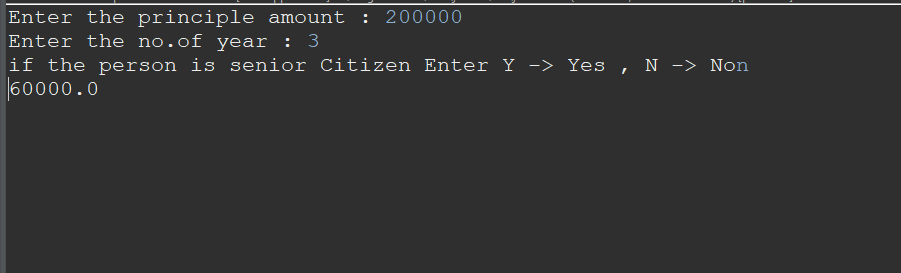 Enter the principle amount : 200000
Enter the no.of year : 3
if the person is senior Citizen Enter Y -> Yes , N -> Non
60000.0